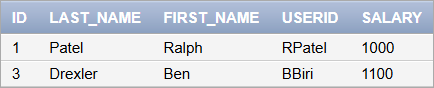 ID LAST_NAME FIRST_NAME USERID SALARY
1 Patel Ralph RPatel 1000
3 Drexler Ben BBiri 1100